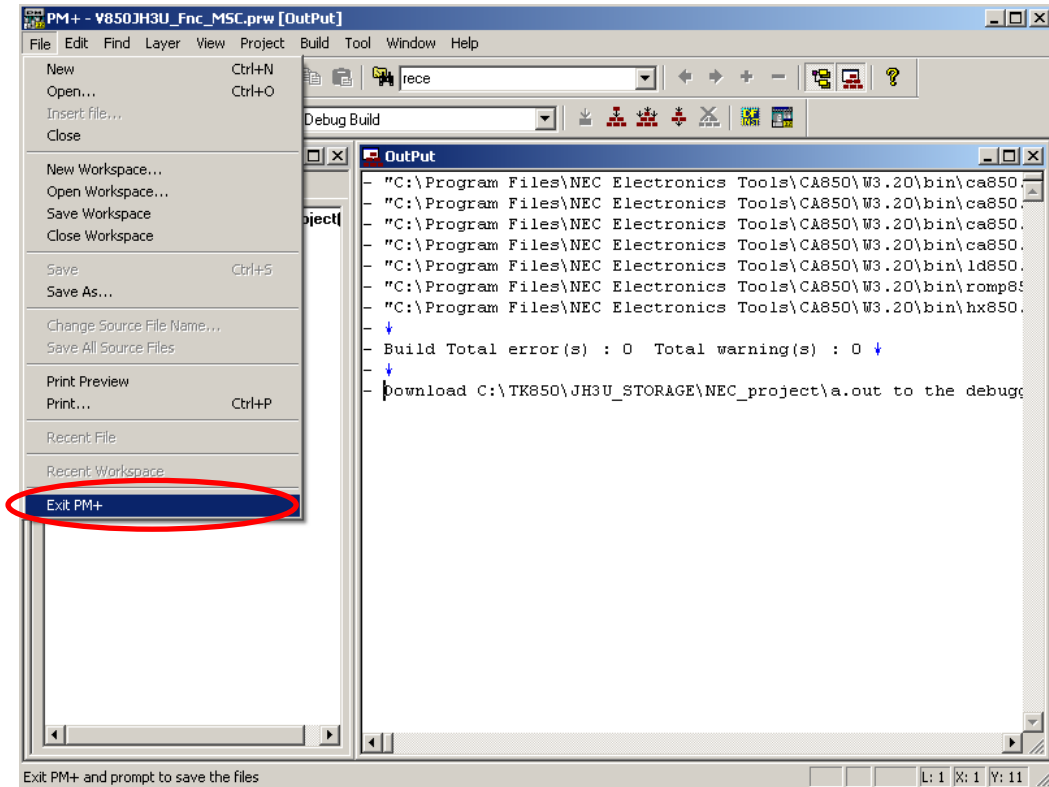 PM+ - V850JH3U_Fnc_MSC.prw [OutPut]
File Edit Find Layer View Project Build Tool Window Help
New Ctrl+N
Open... Ctrl+O
Insert file...
Close
New Workspace...
Open Workspace...
Save Workspace
Close Workspace
Save Ctrl+S
Save As...
Change Source File Name...
Save All Source Files
Print Preview
Print... Ctrl+P
Recent File
Recent Workspace
Exit PM+
rece
Debug Build
oject(
OutPut
- "C:\Program Files\NEC Electronics Tools\CA850\W3.20\bin\ca850.
- "C:\Program Files\NEC Electronics Tools\CA850\W3.20\bin\ca850.
- "C:\Program Files\NEC Electronics Tools\CA850\W3.20\bin\ca850.
- "C:\Program Files\NEC Electronics Tools\CA850\W3.20\bin\ca850.
- "C:\Program Files\NEC Electronics Tools\CA850\W3.20\bin\ld850.
- "C:\Program Files\NEC Electronics Tools\CA850\W3.20\bin\romp85
- "C:\Program Files\NEC Electronics Tools\CA850\W3.20\bin\hx850.
- ↓
- Build Total error(s) : 0 Total warning(s) : 0 ↓
- ↓
- Download C:\TK850\JH3U_STORAGE\NEC_project\a.out to the debugg
Exit PM+ and prompt to save the files
L: 1 X: 1 Y: 11